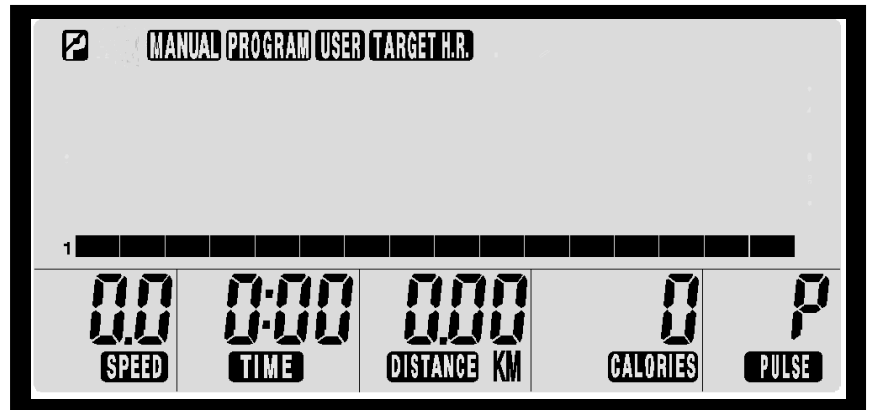 P MANUAL PROGRAM USER TARGET H.R.
1
0.0 0:00 0.00 0 P
SPEED TIME DISTANCE KM CALORIES PULSE